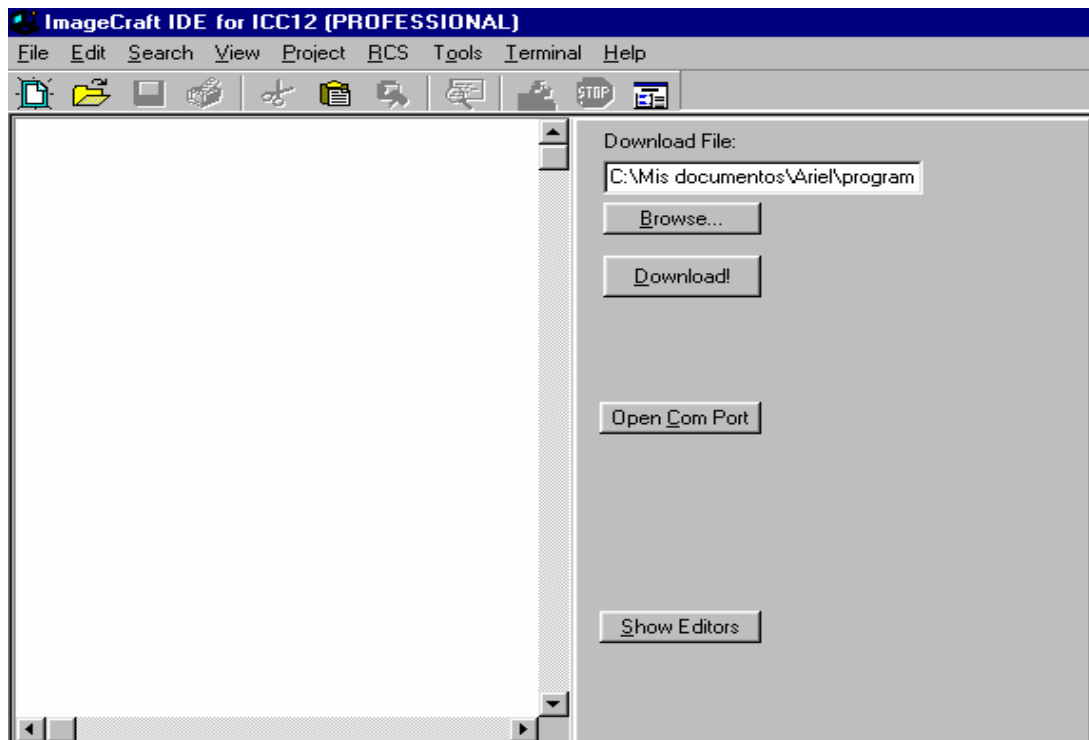 ImageCraft IDE for ICC12 (PROFESSIONAL)
File Edit Search View Project RCS Tools Terminal Help
STOP
Download File:
C:\Mis documentos\Ariel\program
Browse...
Download!
Open Com Port
Show Editors